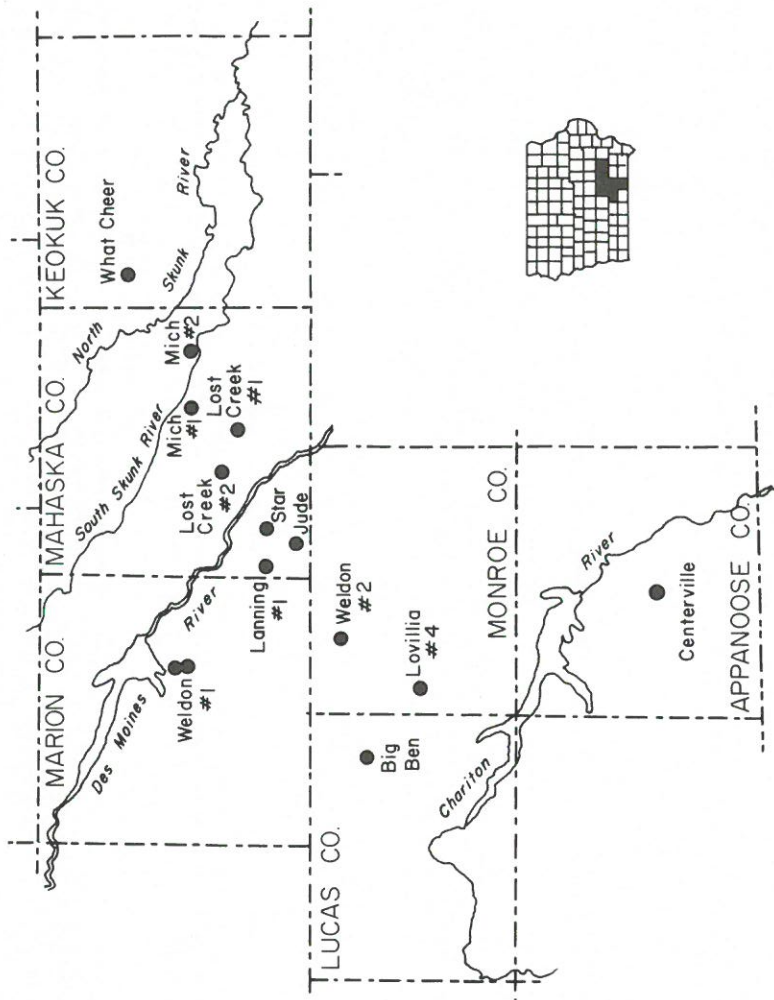 MARION CO.
MAHASKA CO.
KEOKUK CO.
North
Skunk
River
What Cheer
South Skunk River
Mich
#2
Mich
#1
Lost
Creek
#1
Lost
Creek
#2
Des Moines
River
Weldon
#1
Star
Jude
Lanning
#1
LUCAS CO.
MONROE CO.
Weldon
#2
Lovillia
#4
Big
Ben
Chariton
River
Centerville
APPANOOSE CO.